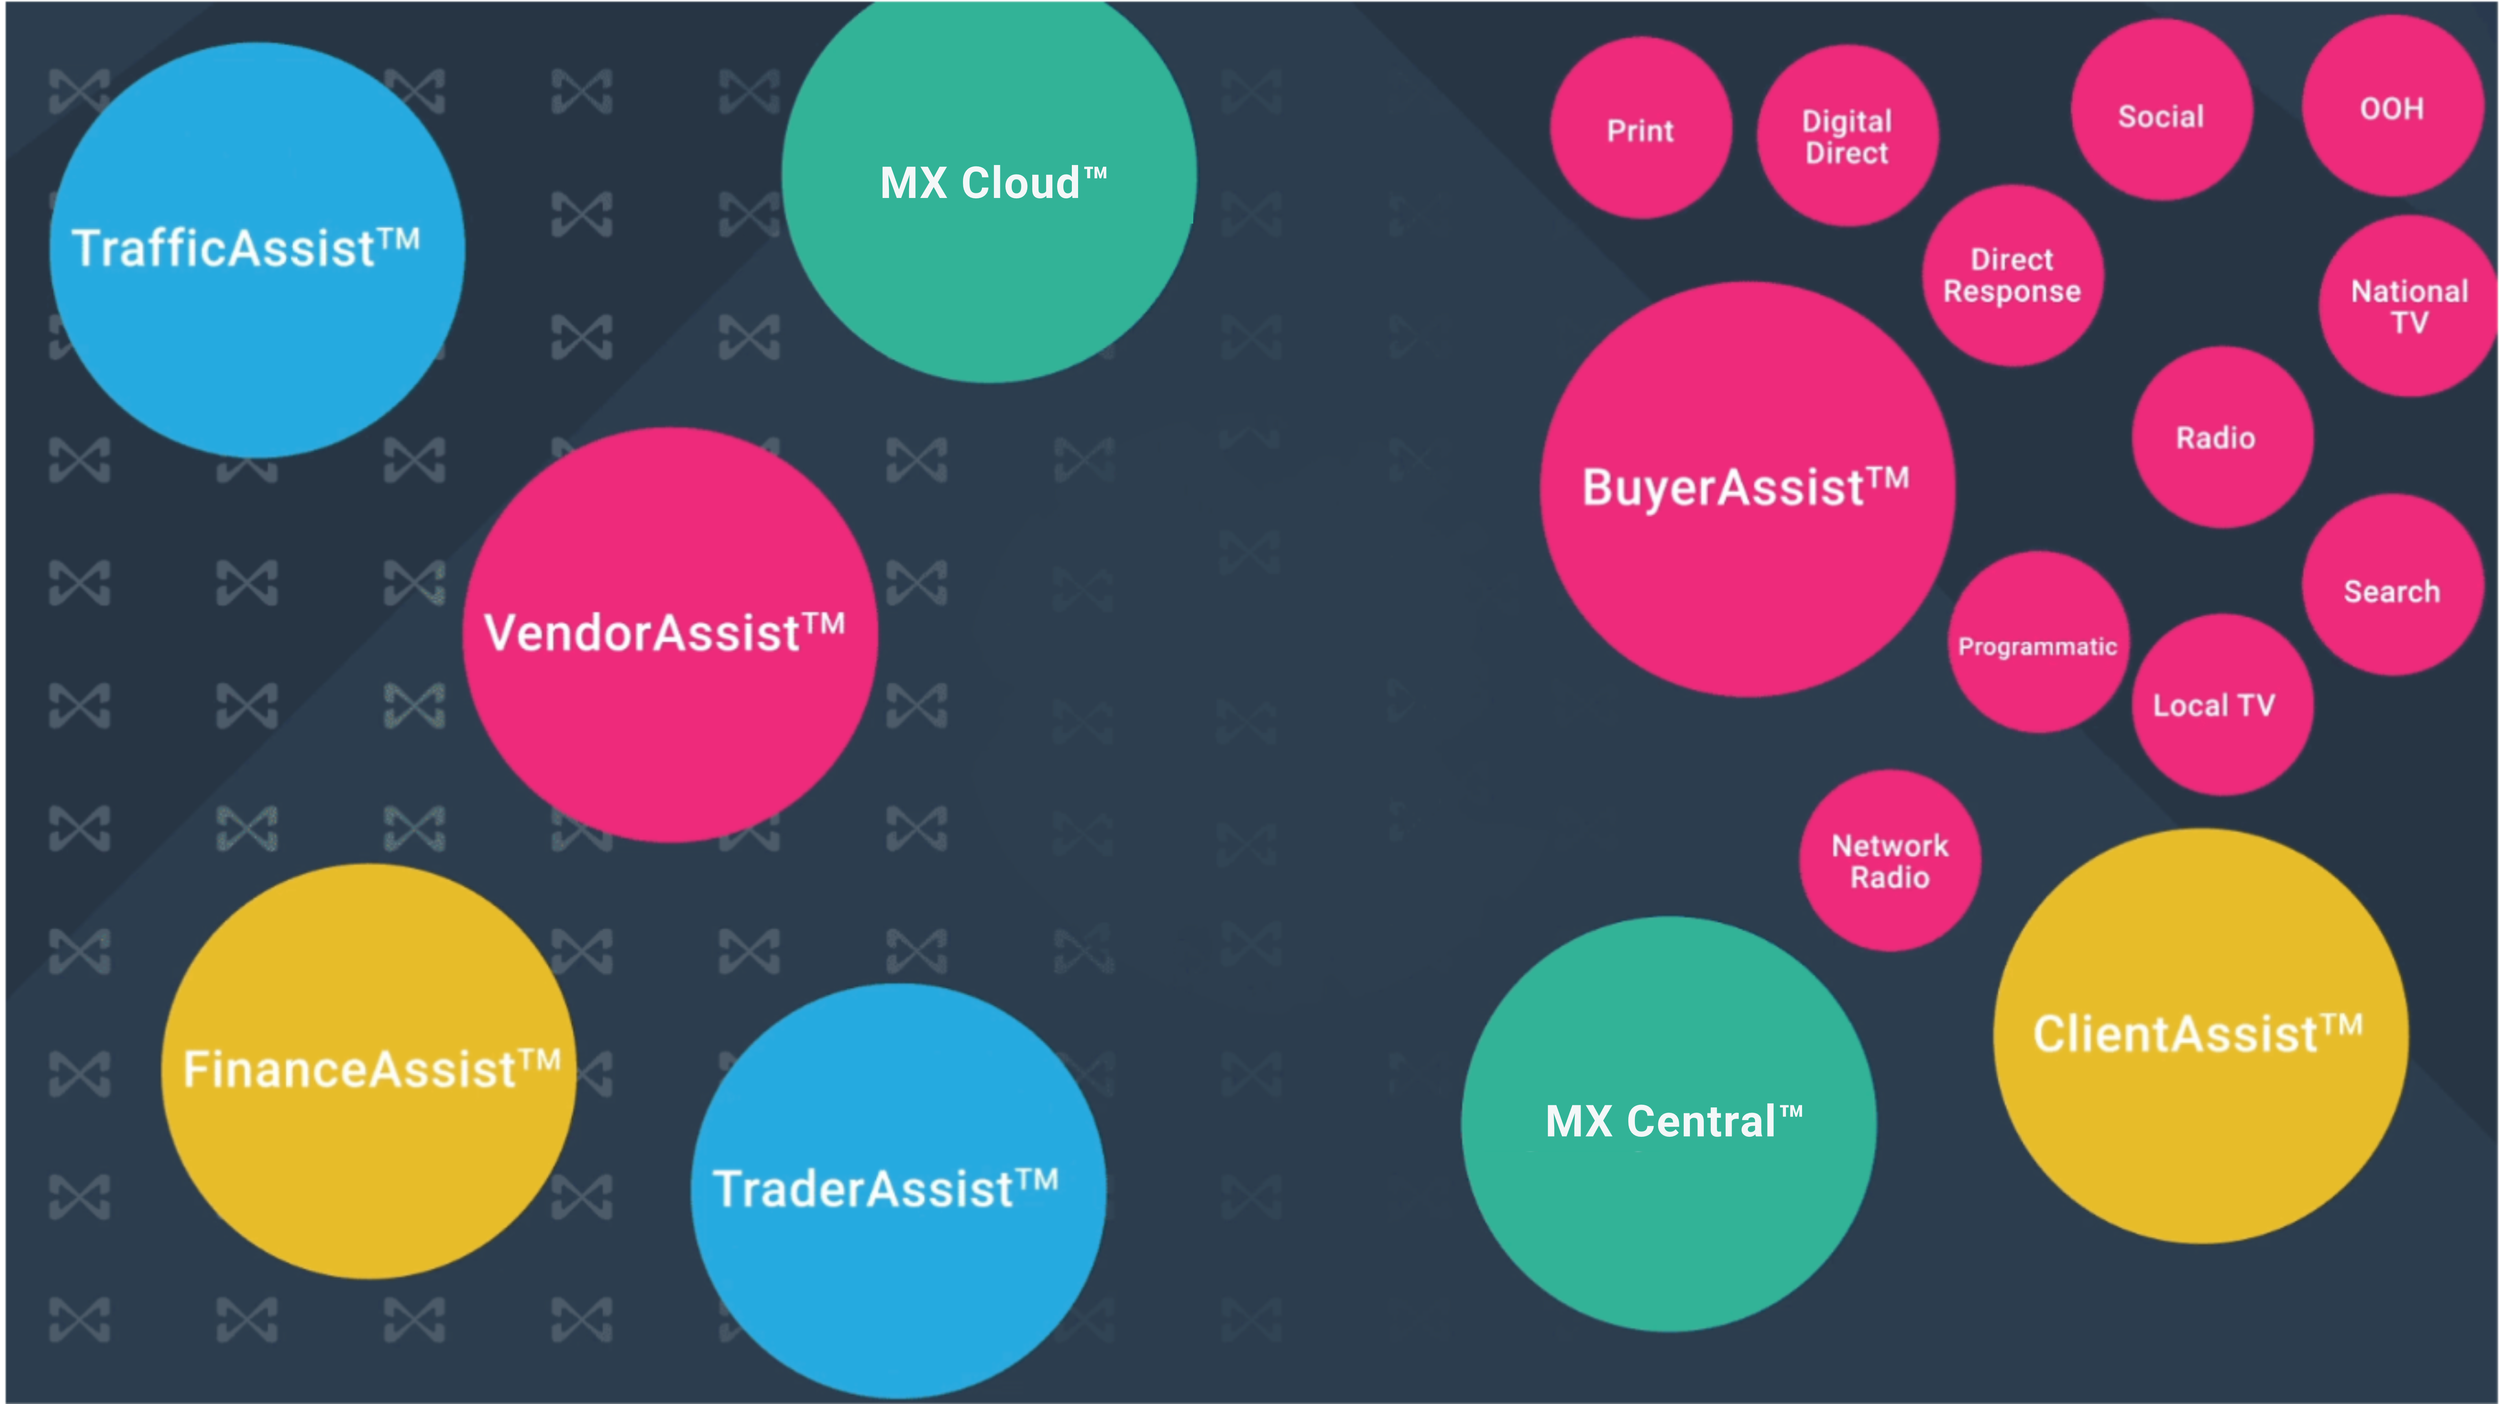 TrafficAssist™
MX Cloud™
Print
Digital
Direct
Social
OOH
Direct
Response
National
TV
Radio
BuyerAssist™
VendorAssist™
Search
Programmatic
Local TV
Network
Radio
FinanceAssist™
ClientAssist™
MX Central™
TraderAssist™